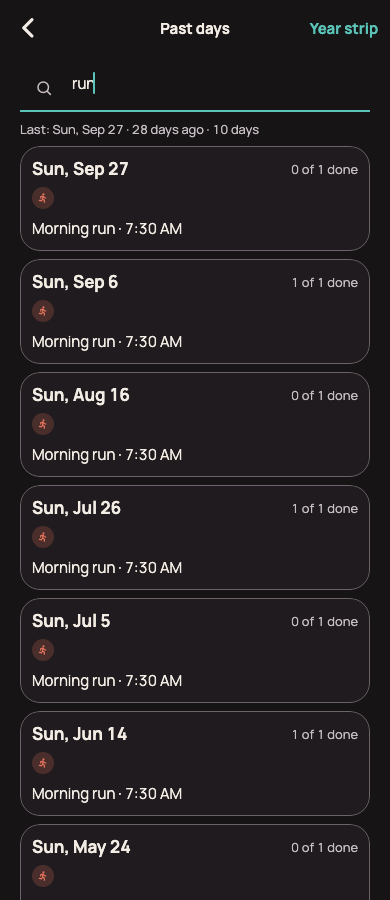 Past days
Year strip
run
Last: Sun, Sep 27 · 28 days ago · 10 days
Sun, Sep 27
0 of 1 done
Morning run · 7:30 AM
Sun, Sep 6
1 of 1 done
Morning run · 7:30 AM
Sun, Aug 16
0 of 1 done
Morning run · 7:30 AM
Sun, Jul 26
1 of 1 done
Morning run · 7:30 AM
Sun, Jul 5
0 of 1 done
Morning run · 7:30 AM
Sun, Jun 14
1 of 1 done
Morning run · 7:30 AM
Sun, May 24
0 of 1 done